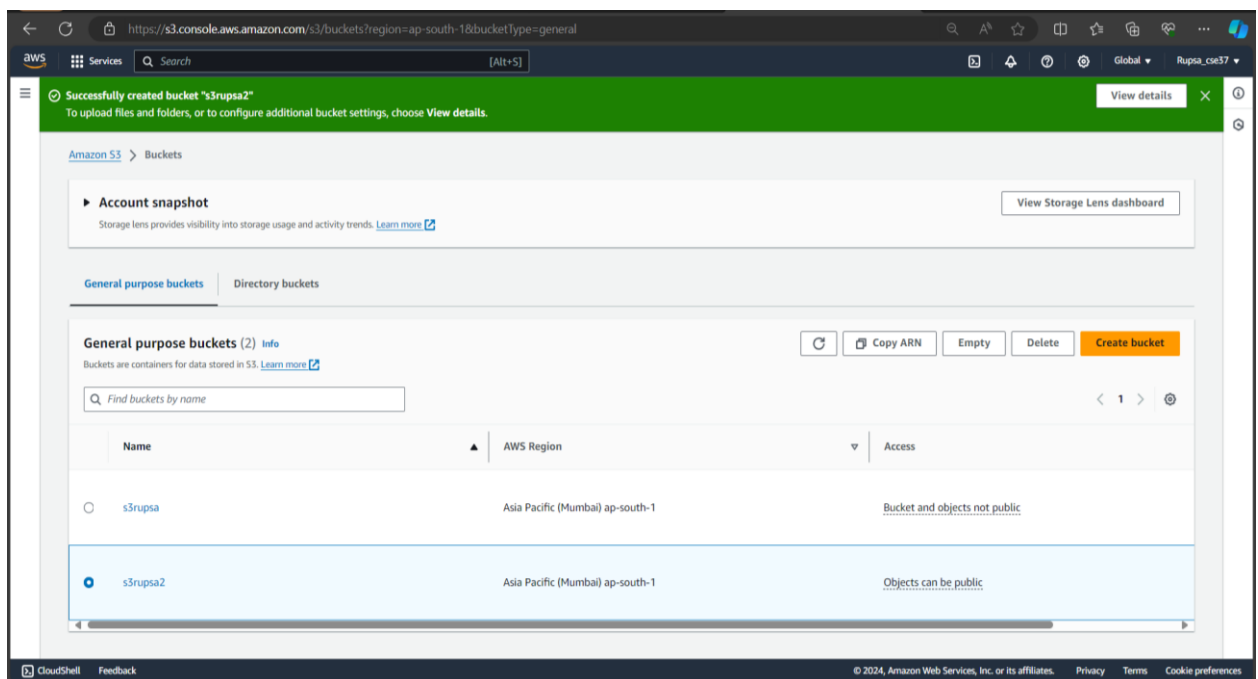 https://s3.console.aws.amazon.com/s3/buckets?region=ap-south-1&bucketType=general
aws Services Search [Alt+S] Global Rupsa_cse37
Successfully created bucket "s3rupsa2"
To upload files and folders, or to configure additional bucket settings, choose View details.
View details
Amazon S3 > Buckets
Account snapshot
View Storage Lens dashboard
Storage lens provides visibility into storage usage and activity trends. Learn more
General purpose buckets Directory buckets
General purpose buckets (2) Info
Copy ARN Empty Delete Create bucket
Buckets are containers for data stored in S3. Learn more
Find buckets by name
1
Name AWS Region Access
s3rupsa Asia Pacific (Mumbai) ap-south-1 Bucket and objects not public
s3rupsa2 Asia Pacific (Mumbai) ap-south-1 Objects can be public
CloudShell Feedback © 2024, Amazon Web Services, Inc. or its affiliates. Privacy Terms Cookie preferences